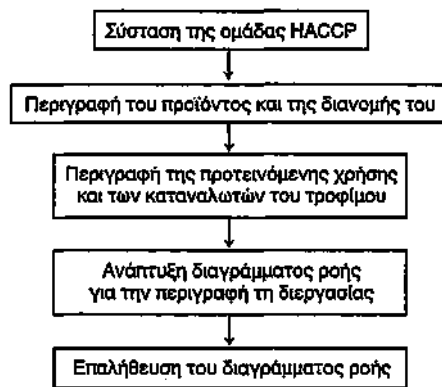 Σύσταση της ομάδας HACCP
Περιγραφή του προϊόντος και της διανομής του
Περιγραφή της προτεινόμενης χρήσης
και των καταναλωτών του τροφίμου
Ανάπτυξη διαγράμματος ροής
για την περιγραφή τη διεργασίας
Επαλήθευση του διαγράμματος ροής